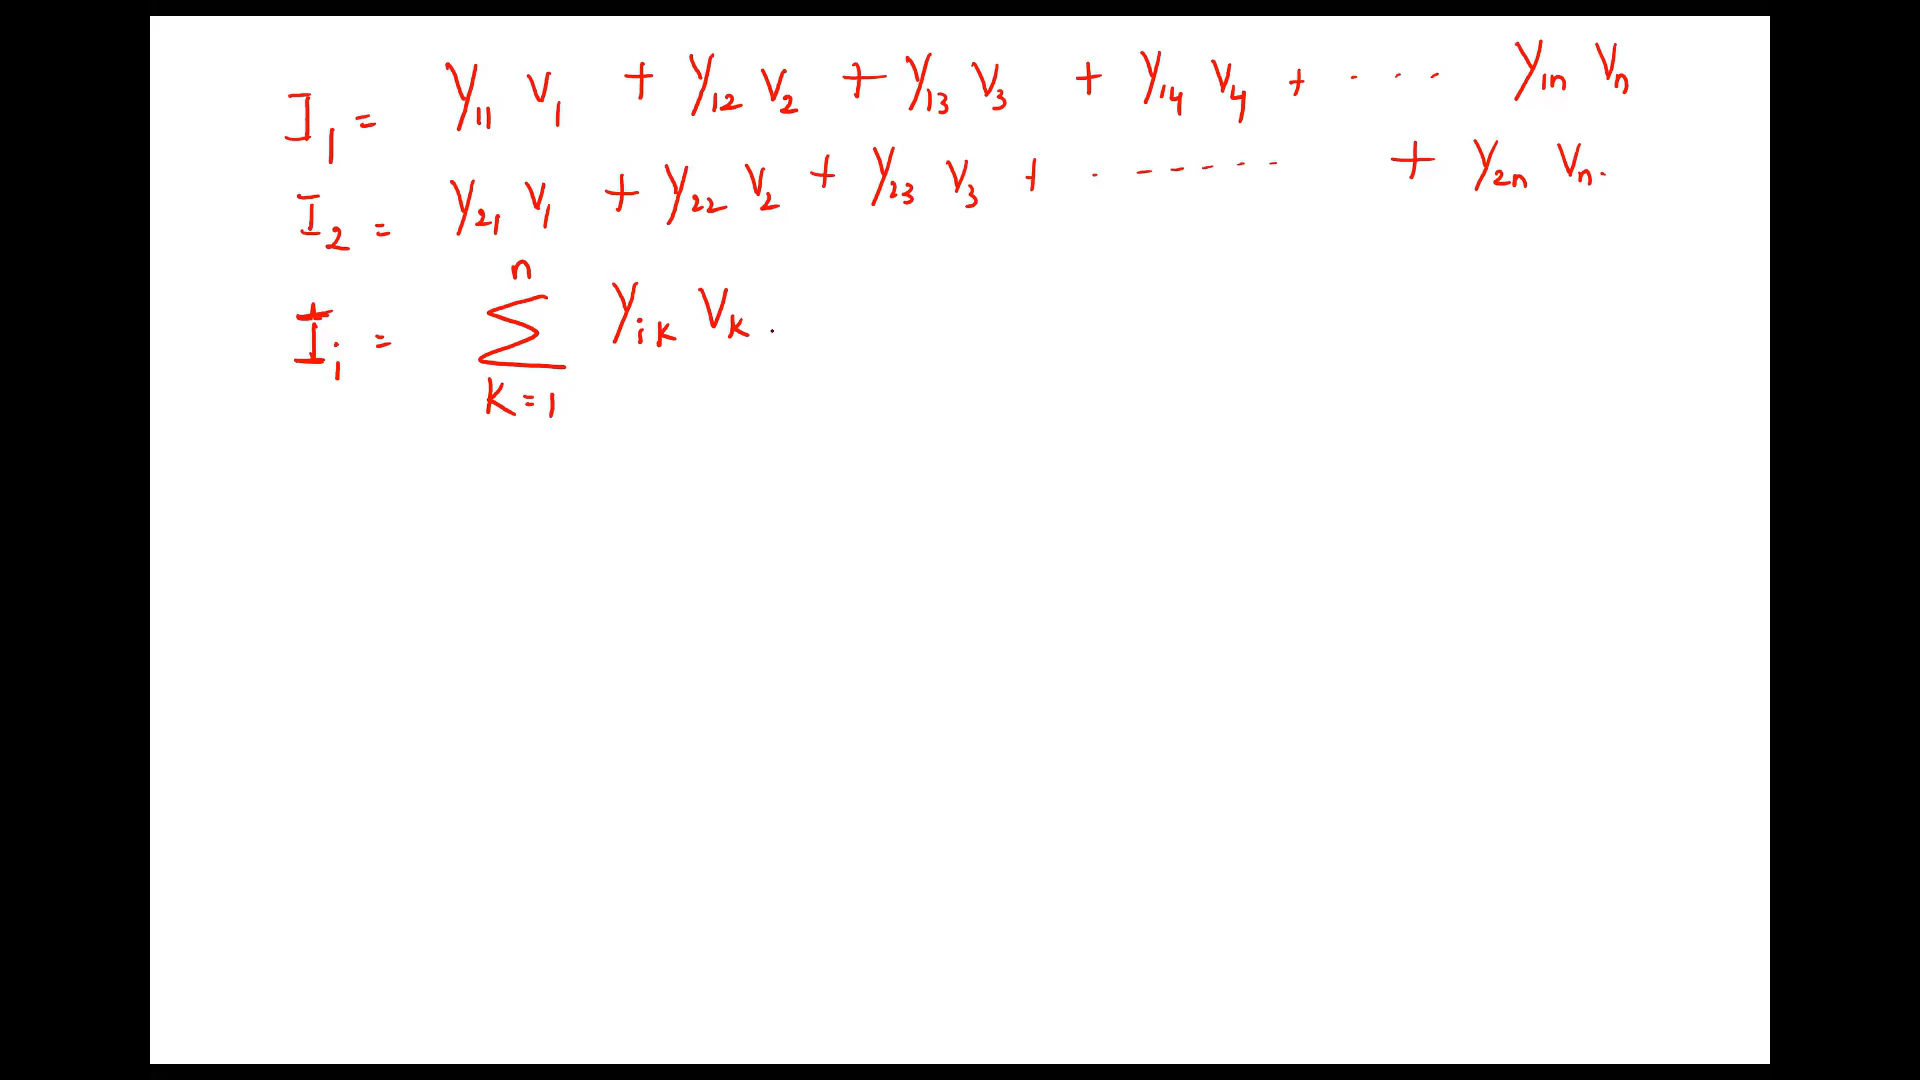 I₁ = Y₁₁ V₁ + Y₁₂ V₂ + Y₁₃ V₃ + Y₁₄ V₄ + ···· Y₁ₙ Vₙ
I₂ = Y₂₁ V₁ + Y₂₂ V₂ + Y₂₃ V₃ + ······· + Y₂ₙ Vₙ.
n
Iᵢ = ∑ Yᵢₖ Vₖ .
K=1